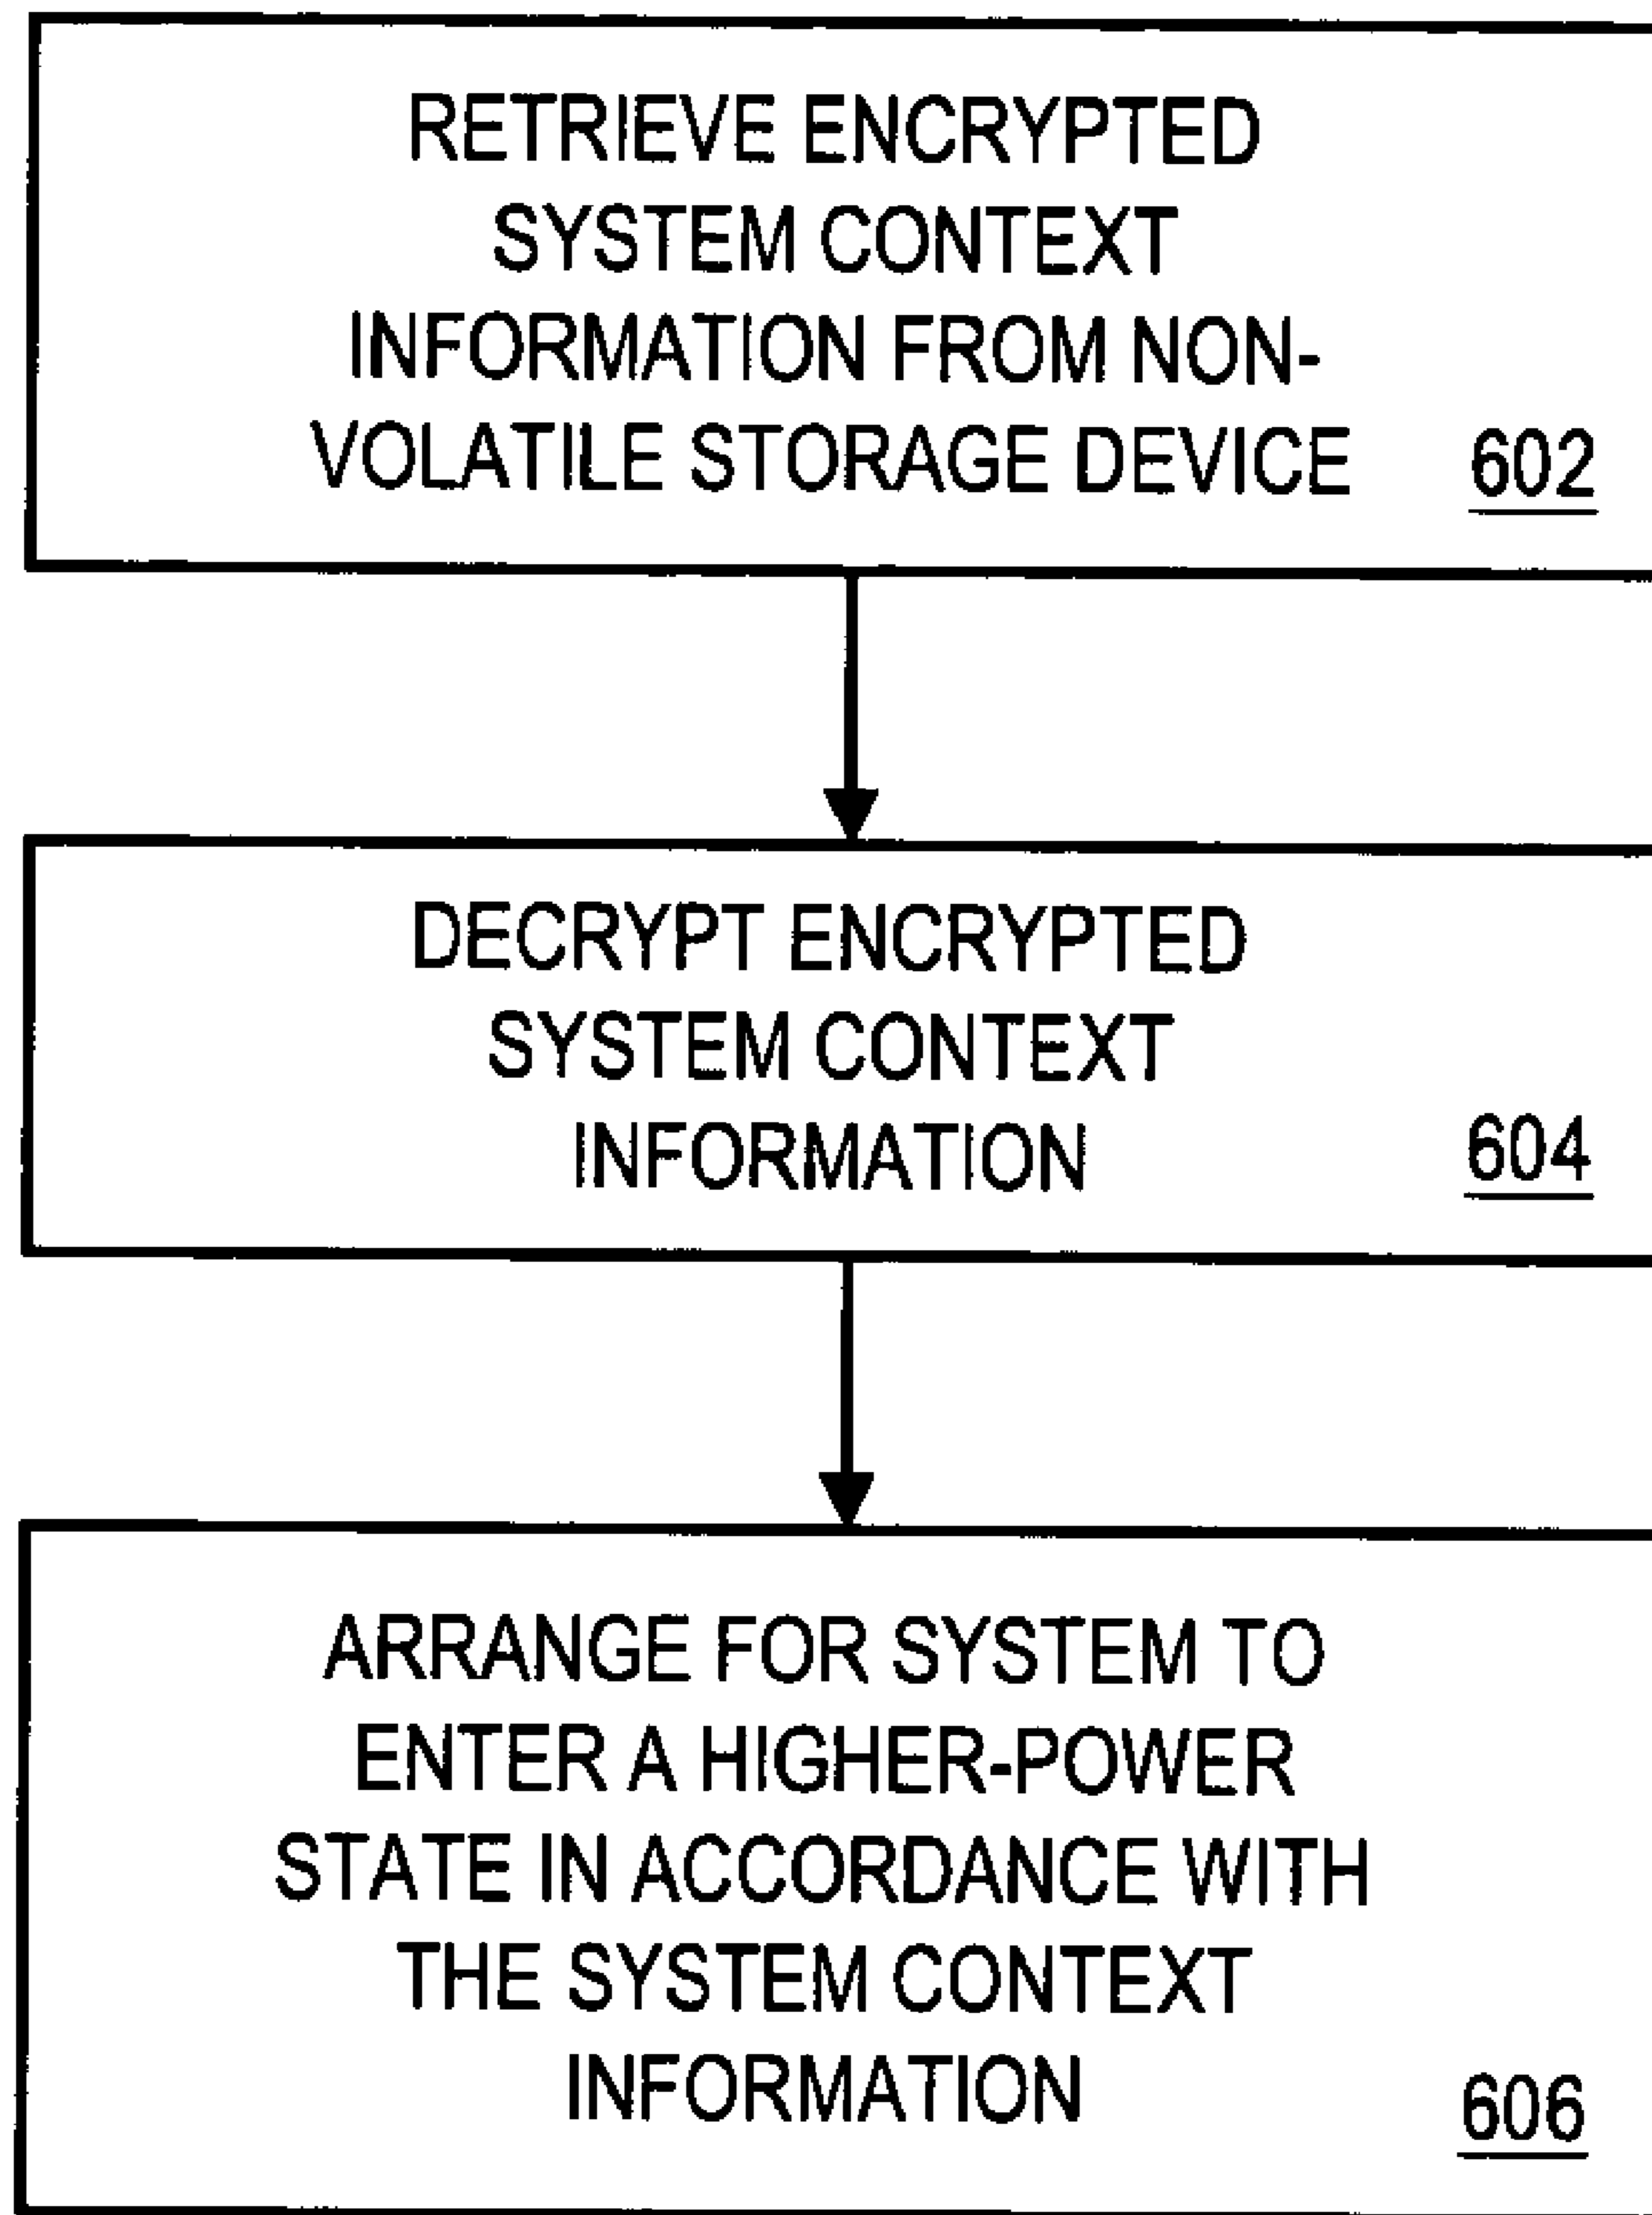 RETRIEVE ENCRYPTED
SYSTEM CONTEXT
INFORMATION FROM NON-
VOLATILE STORAGE DEVICE 602
DECRYPT ENCRYPTED
SYSTEM CONTEXT
INFORMATION 604
ARRANGE FOR SYSTEM TO
ENTER A HIGHER-POWER
STATE IN ACCORDANCE WITH
THE SYSTEM CONTEXT
INFORMATION 606